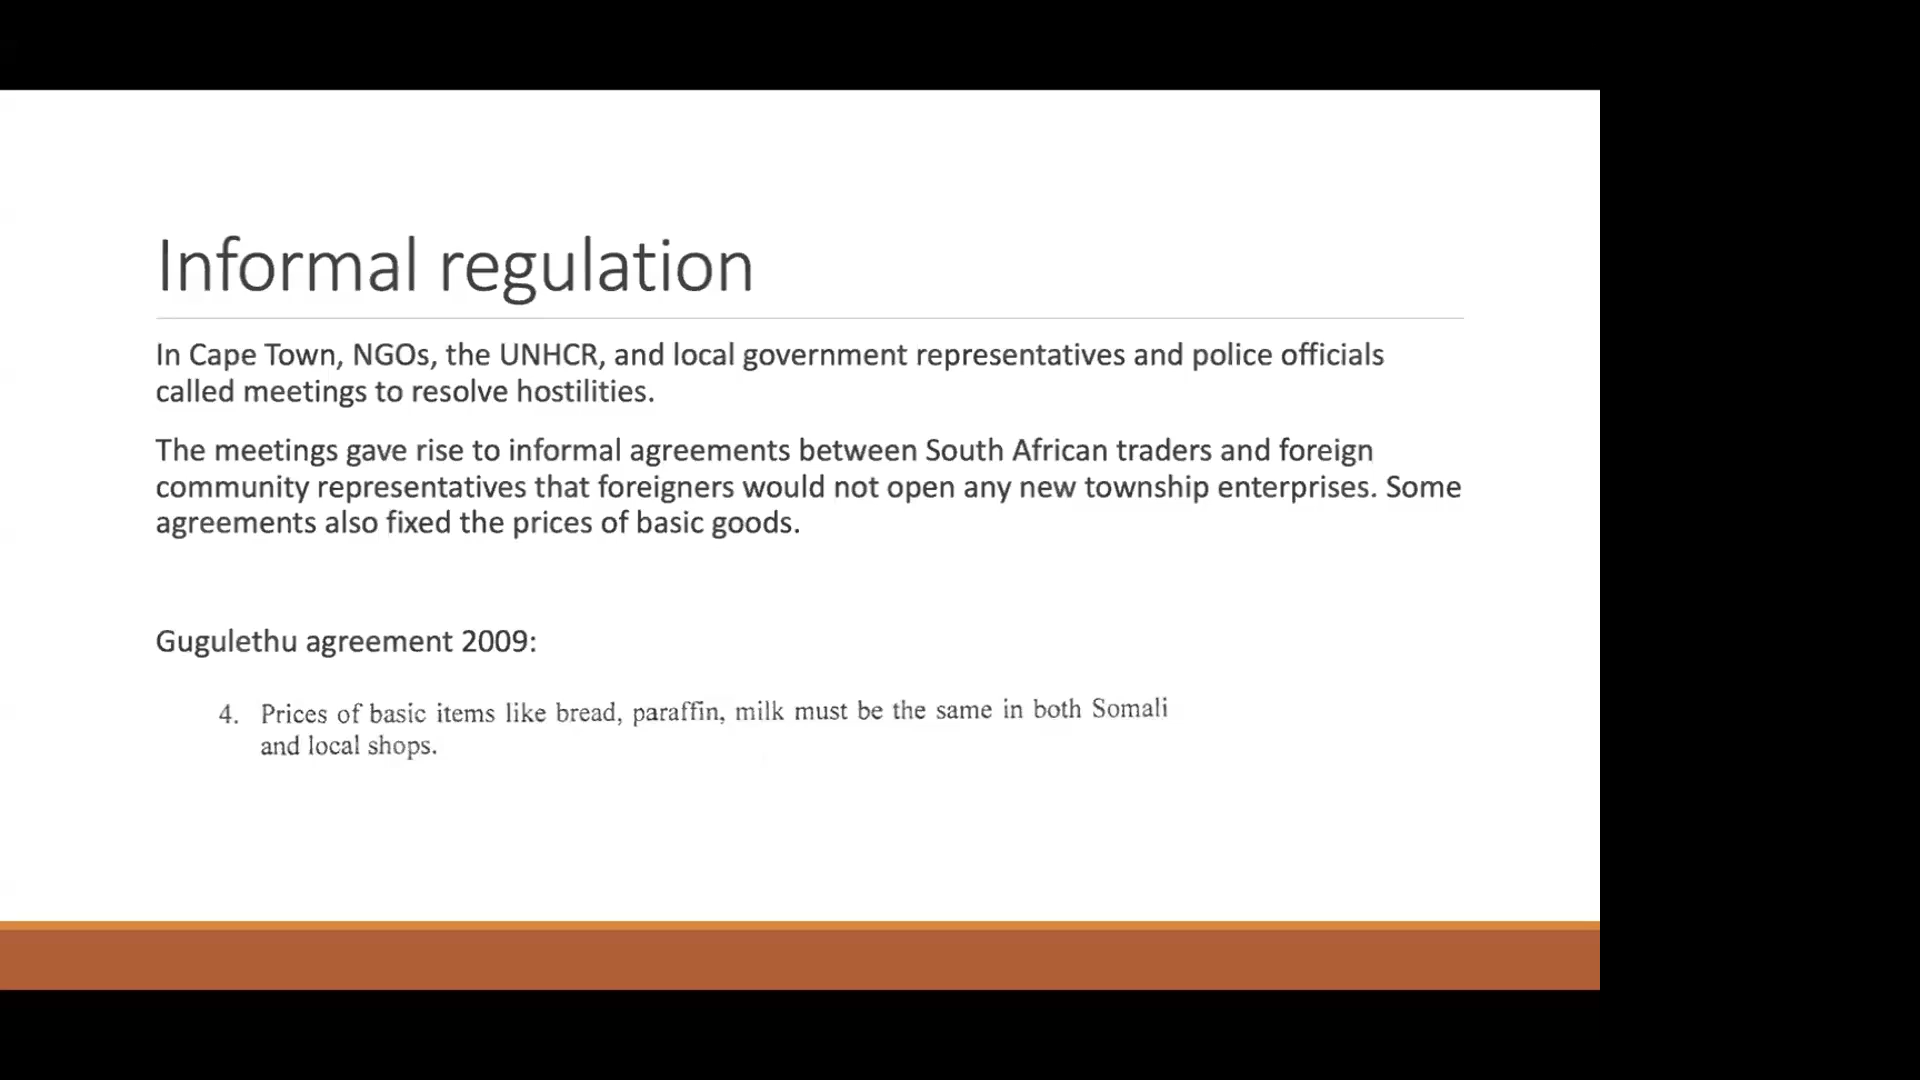 Informal regulation
In Cape Town, NGOs, the UNHCR, and local government representatives and police officials
called meetings to resolve hostilities.
The meetings gave rise to informal agreements between South African traders and foreign
community representatives that foreigners would not open any new township enterprises. Some
agreements also fixed the prices of basic goods.
Gugulethu agreement 2009:
4. Prices of basic items like bread, paraffin, milk must be the same in both Somali
and local shops.